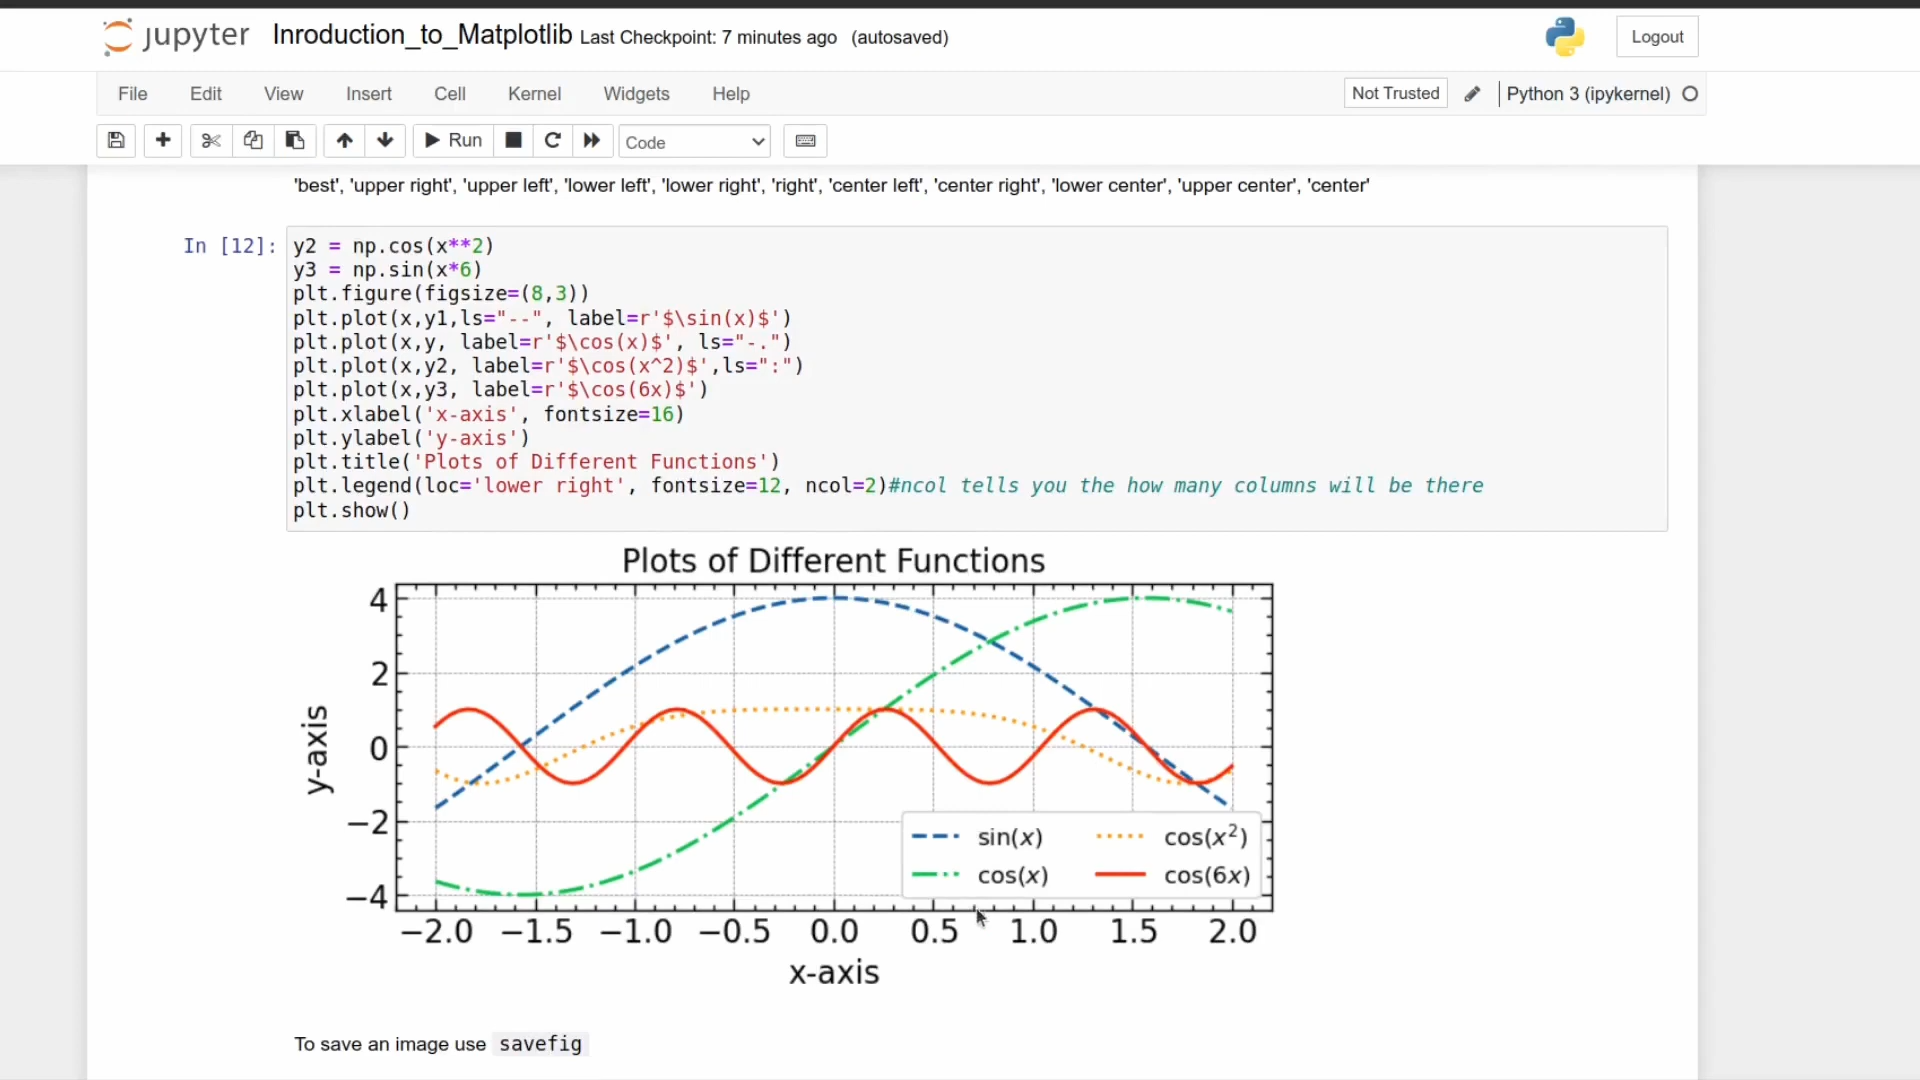 jupyter Inroduction_to_Matplotlib Last Checkpoint: 7 minutes ago (autosaved) Logout
File Edit View Insert Cell Kernel Widgets Help Not Trusted Python 3 (ipykernel)
Run Code
'best', 'upper right', 'upper left', 'lower left', 'lower right', 'right', 'center left', 'center right', 'lower center', 'upper center', 'center'
In [12]: y2 = np.cos(x**2)
y3 = np.sin(x*6)
plt.figure(figsize=(8,3))
plt.plot(x,y1,ls="--", label=r'$\sin(x)$')
plt.plot(x,y, label=r'$\cos(x)$', ls="-.")
plt.plot(x,y2, label=r'$\cos(x^2)$',ls=":")
plt.plot(x,y3, label=r'$\cos(6x)$')
plt.xlabel('x-axis', fontsize=16)
plt.ylabel('y-axis')
plt.title('Plots of Different Functions')
plt.legend(loc='lower right', fontsize=12, ncol=2)#ncol tells you the how many columns will be there
plt.show()
Plots of Different Functions
4
2
0
−2
−4
y-axis
sin(x) cos(x²)
cos(x) cos(6x)
−2.0 −1.5 −1.0 −0.5 0.0 0.5 1.0 1.5 2.0
x-axis
To save an image use savefig